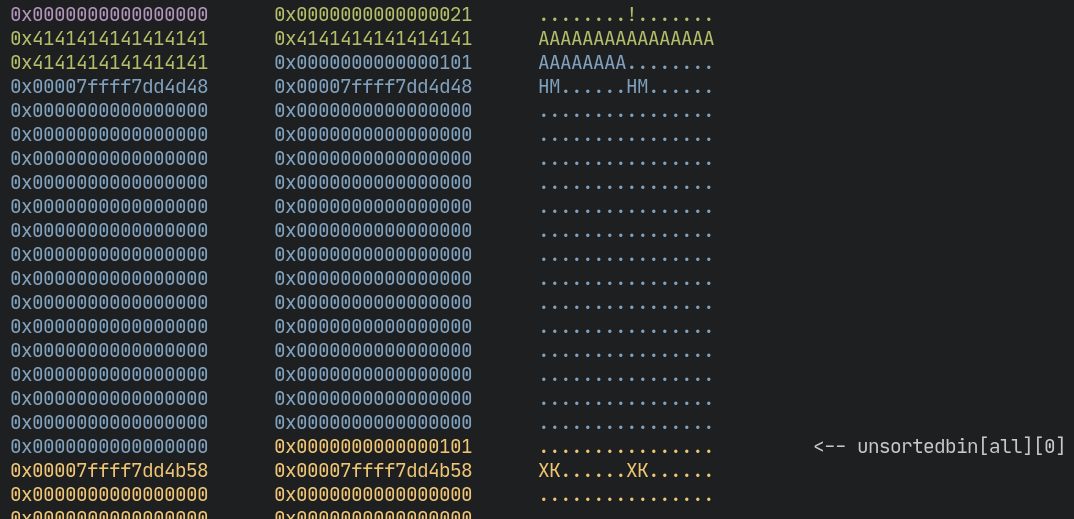 0x0000000000000000 0x0000000000000021 ........!.......
0x4141414141414141 0x4141414141414141 AAAAAAAAAAAAAAAA
0x4141414141414141 0x0000000000000101 AAAAAAAA........
0x00007ffff7dd4d48 0x00007ffff7dd4d48 HM......HM......
0x0000000000000000 0x0000000000000000 ................
0x0000000000000000 0x0000000000000000 ................
0x0000000000000000 0x0000000000000000 ................
0x0000000000000000 0x0000000000000000 ................
0x0000000000000000 0x0000000000000000 ................
0x0000000000000000 0x0000000000000000 ................
0x0000000000000000 0x0000000000000000 ................
0x0000000000000000 0x0000000000000000 ................
0x0000000000000000 0x0000000000000000 ................
0x0000000000000000 0x0000000000000000 ................
0x0000000000000000 0x0000000000000000 ................
0x0000000000000000 0x0000000000000000 ................
0x0000000000000000 0x0000000000000000 ................
0x0000000000000000 0x0000000000000000 ................
0x0000000000000000 0x0000000000000101 ................ <-- unsortedbin[all][0]
0x00007ffff7dd4b58 0x00007ffff7dd4b58 XK......XK......
0x0000000000000000 0x0000000000000000 ................